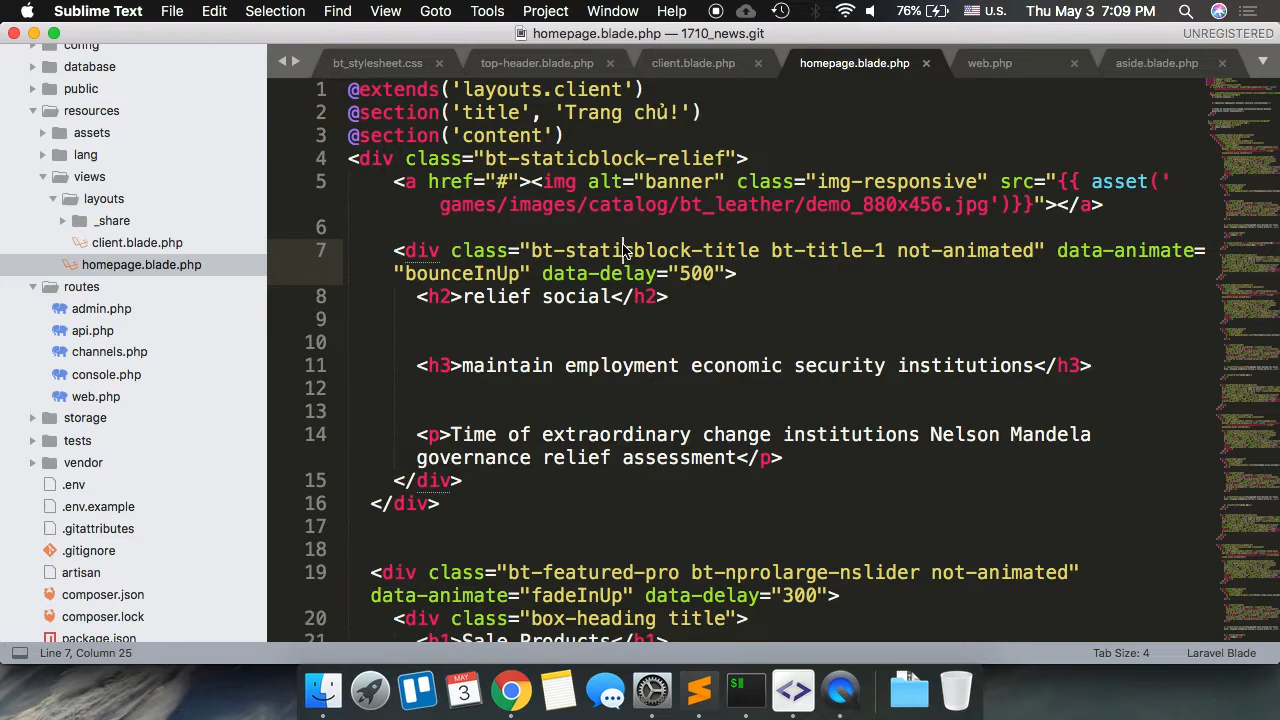 Sublime Text File Edit Selection Find View Goto Tools Project Window Help 76% U.S. Thu May 3 7:09 PM
homepage.blade.php — 1710_news.git UNREGISTERED
bt_stylesheet.css × top-header.blade.php × client.blade.php × homepage.blade.php × web.php × aside.blade.php ×
config
database
public
resources
assets
lang
views
layouts
_share
client.blade.php
homepage.blade.php
routes
admin.php
api.php
channels.php
console.php
web.php
storage
tests
vendor
.env
.env.example
.gitattributes
.gitignore
artisan
composer.json
composer.lock
package.json
1 @extends('layouts.client')
2 @section('title', 'Trang chủ!')
3 @section('content')
4 <div class="bt-staticblock-relief">
5 <a href="#"><img alt="banner" class="img-responsive" src="{{ asset('
games/images/catalog/bt_leather/demo_880x456.jpg')}}"></a>
6
7 <div class="bt-staticblock-title bt-title-1 not-animated" data-animate=
"bounceInUp" data-delay="500">
8 <h2>relief social</h2>
9
10
11 <h3>maintain employment economic security institutions</h3>
12
13
14 <p>Time of extraordinary change institutions Nelson Mandela
governance relief assessment</p>
15 </div>
16 </div>
17
18
19 <div class="bt-featured-pro bt-nprolarge-nslider not-animated"
data-animate="fadeInUp" data-delay="300">
20 <div class="box-heading title">
21 <h1>Sale Products</h1>
Line 7, Column 25 Tab Size: 4 Laravel Blade
MAY
3
$